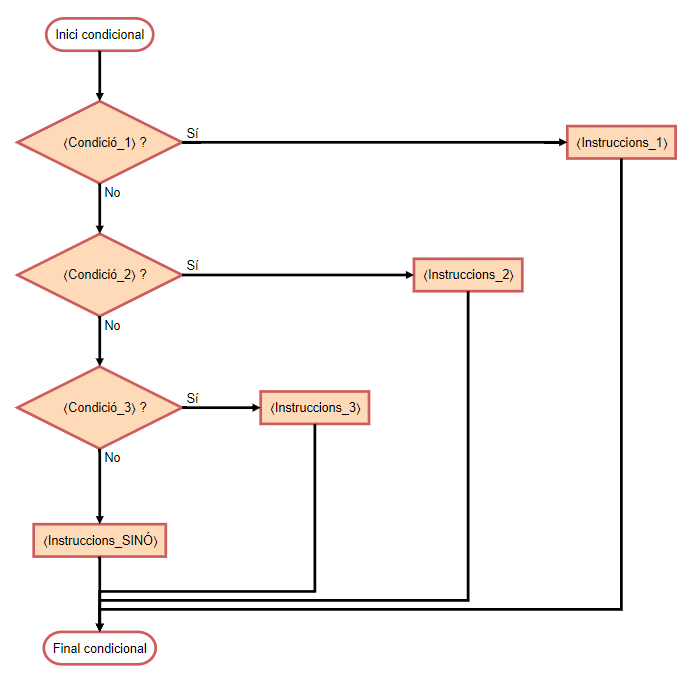 Inici condicional
⟨Condició_1⟩ ?
Sí
⟨Instruccions_1⟩
No
⟨Condició_2⟩ ?
Sí
⟨Instruccions_2⟩
No
⟨Condició_3⟩ ?
Sí
⟨Instruccions_3⟩
No
⟨Instruccions_SINÓ⟩
Final condicional